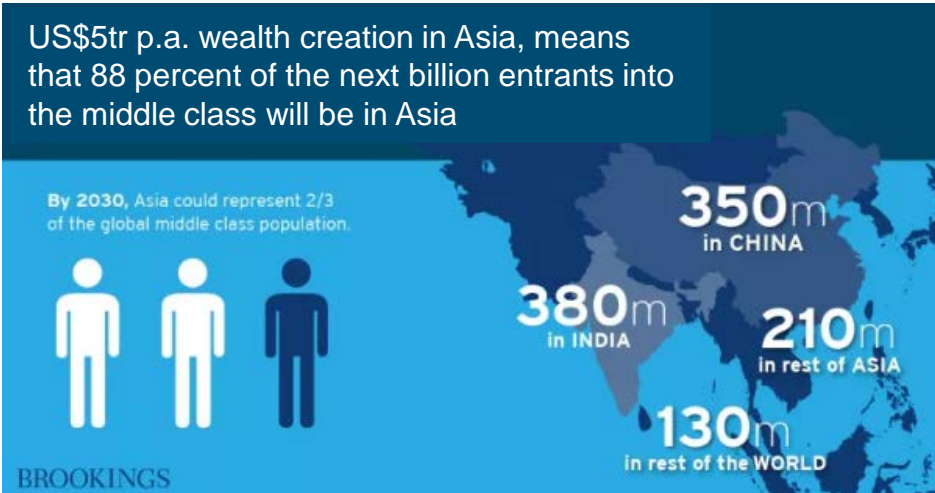 US$5tr p.a. wealth creation in Asia, means
that 88 percent of the next billion entrants into
the middle class will be in Asia
By 2030, Asia could represent 2/3
of the global middle class population.
350m
in CHINA
380m
in INDIA
210m
in rest of ASIA
130m
in rest of the WORLD
BROOKINGS